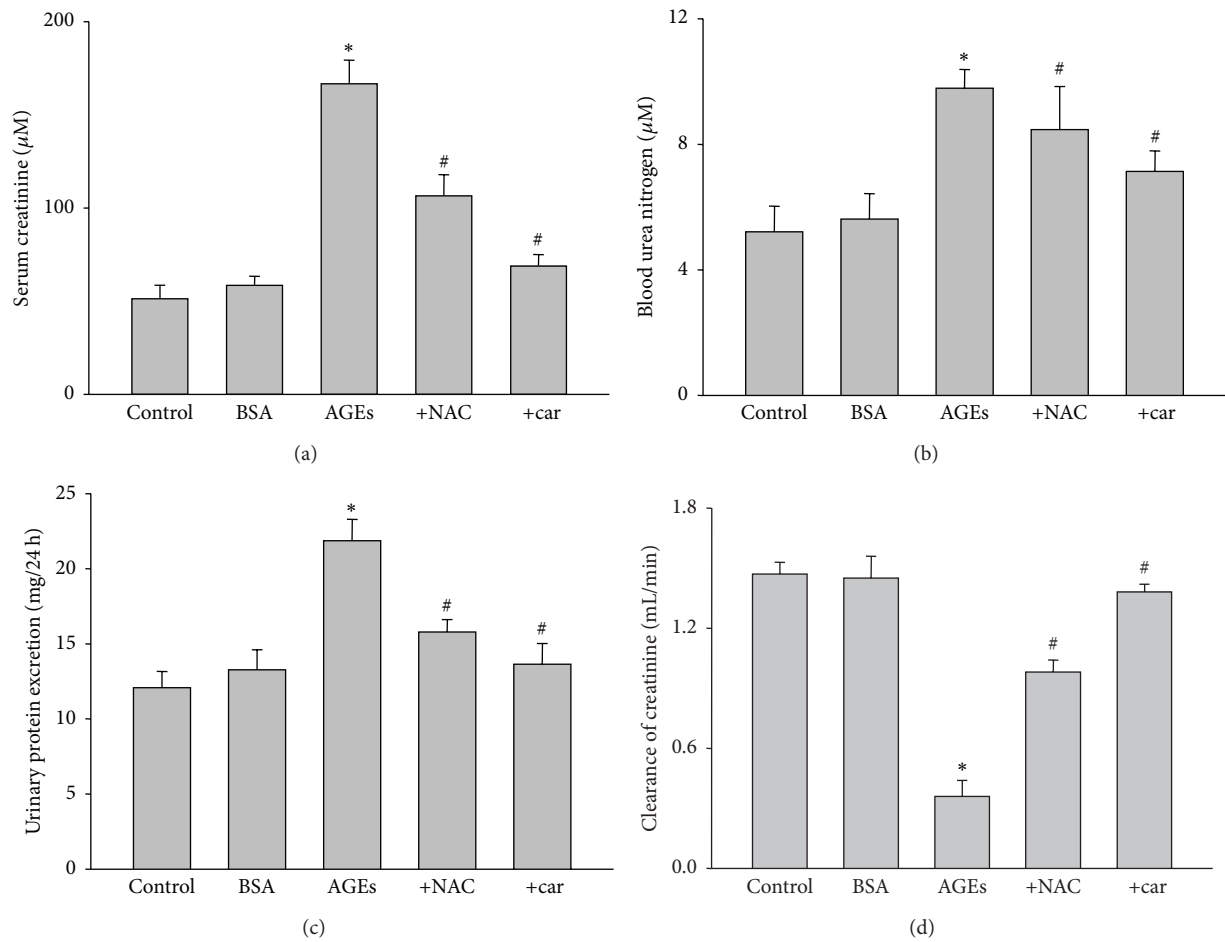 Serum creatinine (μM)
200
100
0
*
#
#
Control BSA AGEs +NAC +car
(a)
Blood urea nitrogen (μM)
12
8
4
0
*
#
#
Control BSA AGEs +NAC +car
(b)
Urinary protein excretion (mg/24 h)
25
20
15
10
5
0
*
#
#
Control BSA AGEs +NAC +car
(c)
Clearance of creatinine (mL/min)
1.8
1.2
0.6
0.0
*
#
#
Control BSA AGEs +NAC +car
(d)